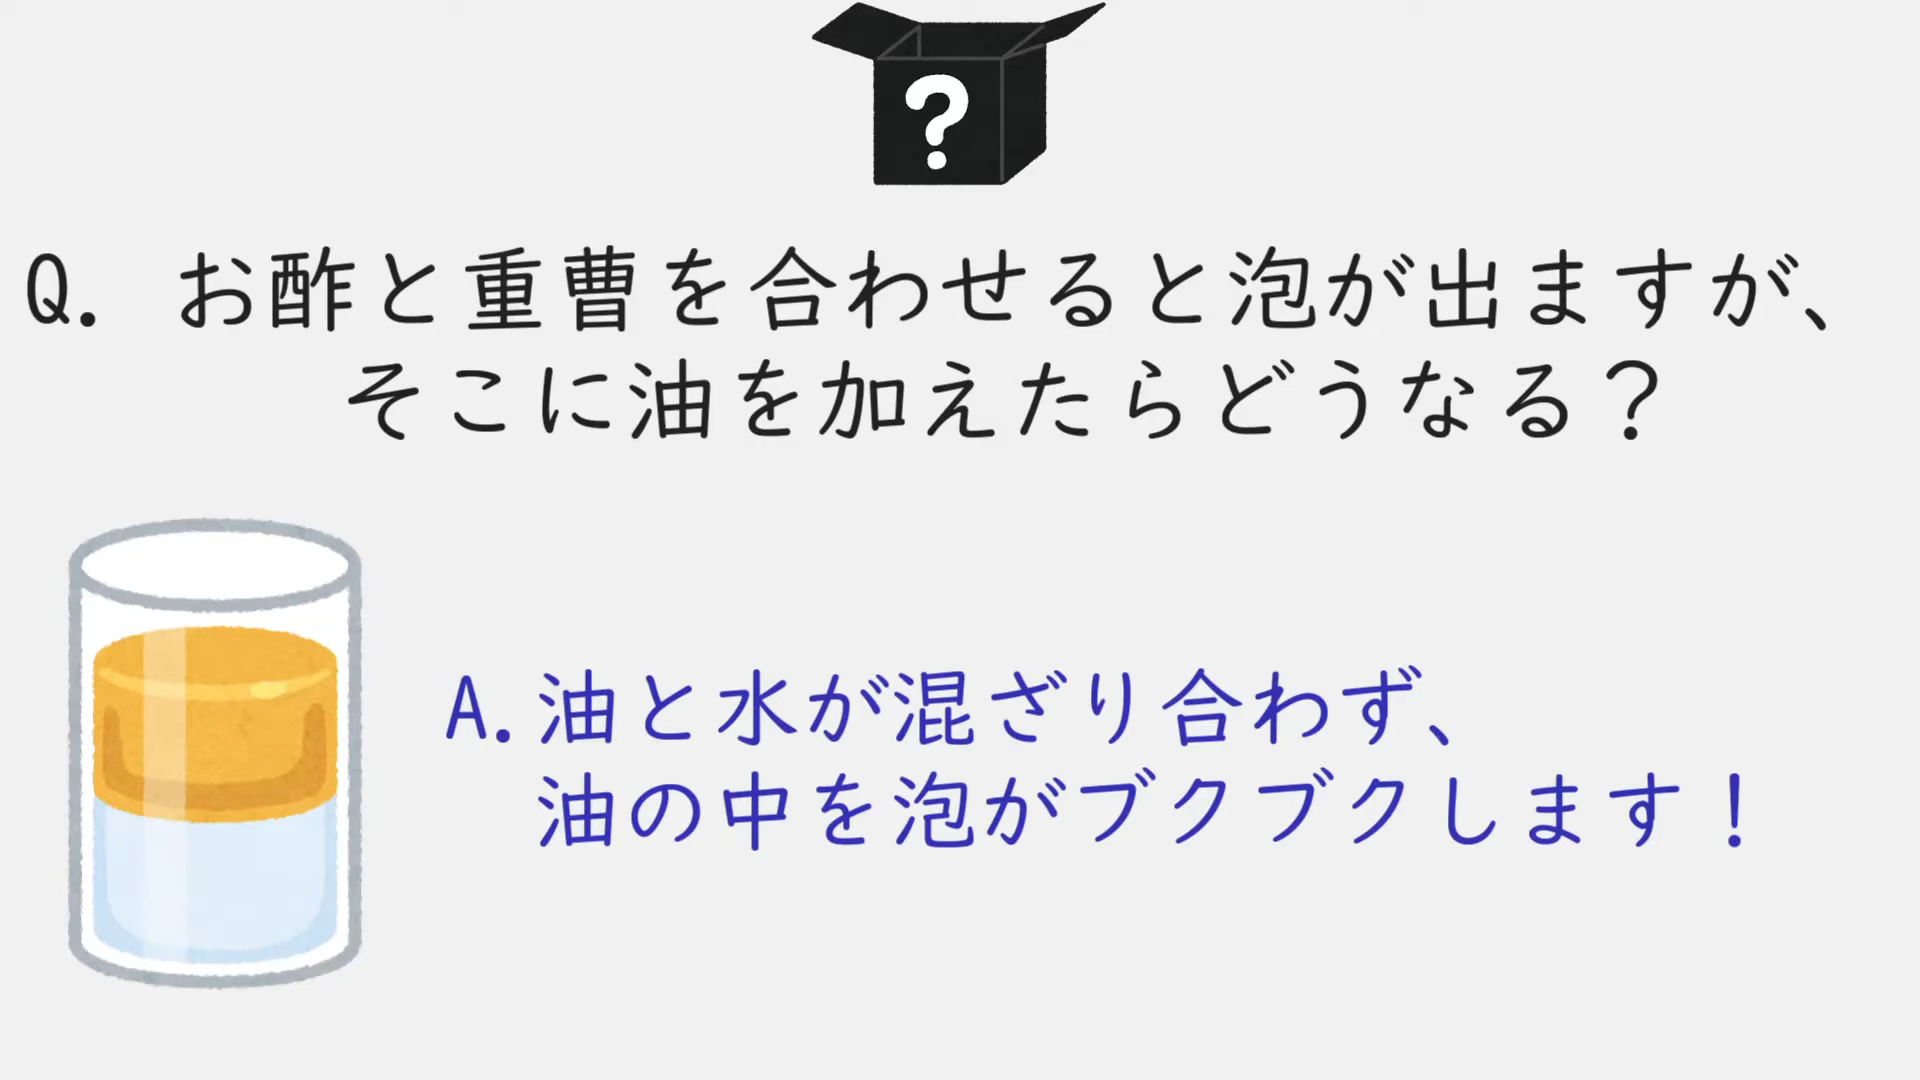 ?
Q. お酢と重曹を合わせると泡が出ますが、
そこに油を加えたらどうなる？
A.油と水が混ざり合わず、
油の中を泡がブクブクします！